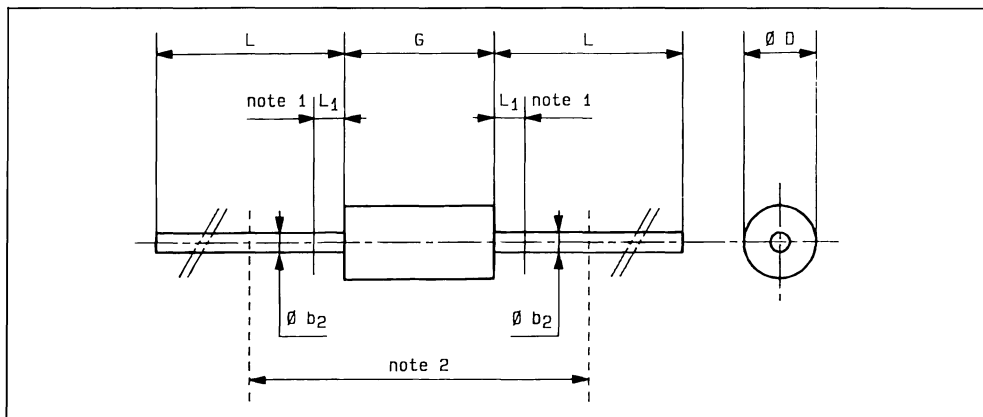 L G L Ø D
note 1 L₁ L₁ note 1
Ø b₂ Ø b₂
note 2